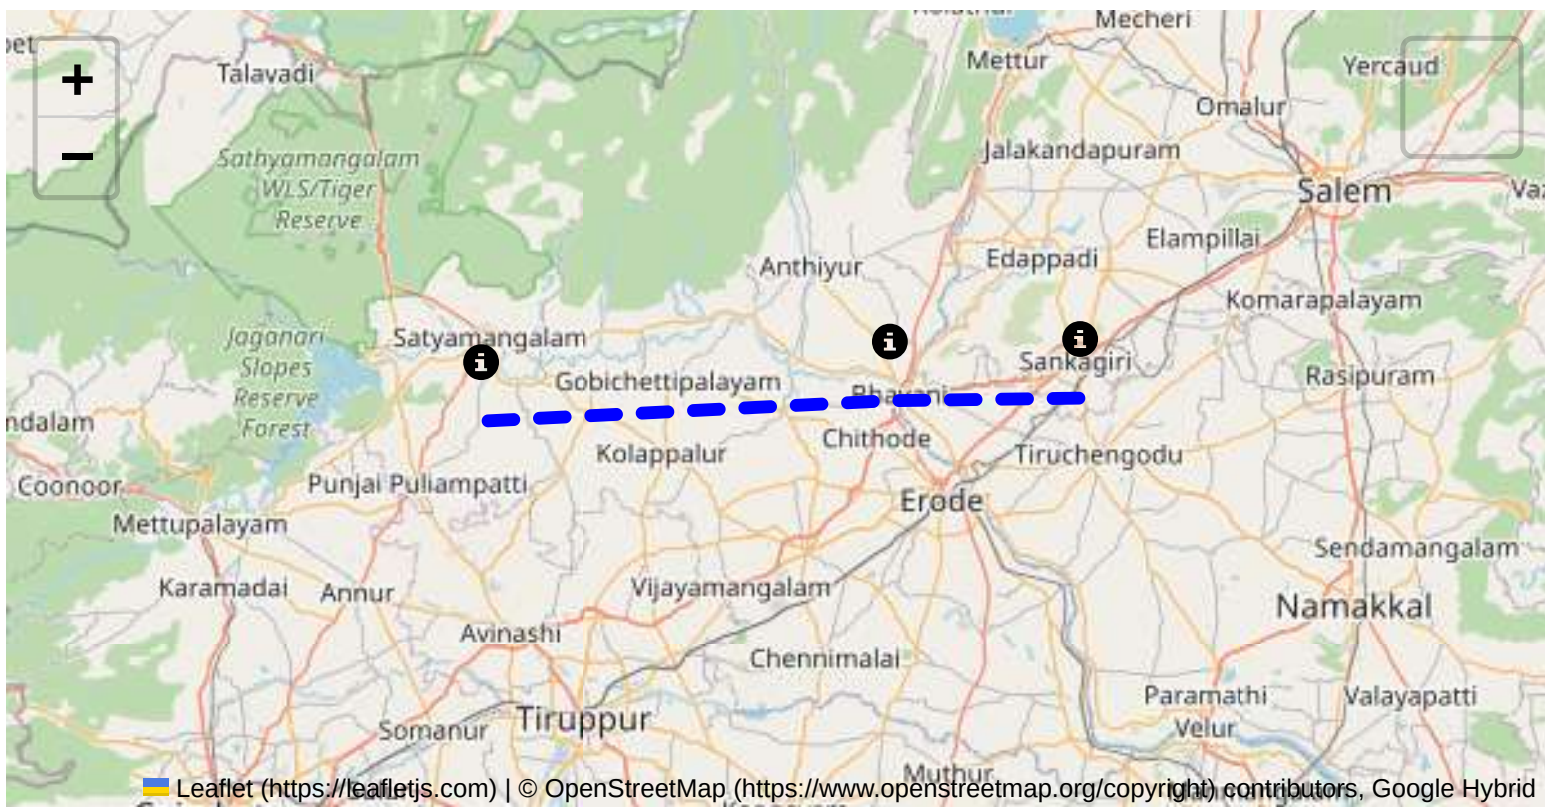 Mecheri
Mettur
Yercaud
Talavadi
+
Omalur
−
Jalakandapuram
Sathyamangalam
WLS/Tiger
Reserve
Salem
Elampillai
Edappadi
Anthiyur
Komarapalayam
Satyamangalam
Jaganari
Slopes
Reserve
Forest
Sankagiri
Rasipuram
Gobichettipalayam
Bhavani
ndalam
Chithode
Kolappalur
Tiruchengodu
Coonoor
Punjai Puliampatti
Erode
Mettupalayam
Sendamangalam
Karamadai
Annur
Vijayamangalam
Namakkal
Avinashi
Chennimalai
Paramathi
Velur
Valayapatti
Somanur
Tiruppur
Muthur
Leaflet (https://leafletjs.com) | © OpenStreetMap (https://www.openstreetmap.org/copyright) contributors, Google Hybrid